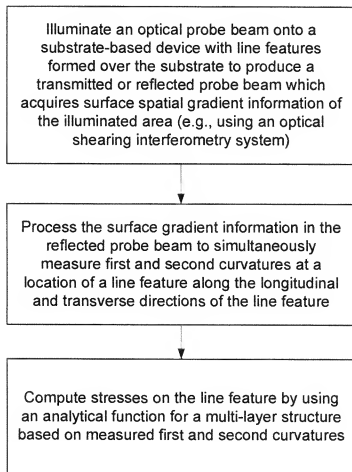 Illuminate an optical probe beam onto a
substrate-based device with line features
formed over the substrate to produce a
transmitted or reflected probe beam which
acquires surface spatial gradient information of
the illuminated area (e.g., using an optical
shearing interferometry system)
Process the surface gradient information in the
reflected probe beam to simultaneously
measure first and second curvatures at a
location of a line feature along the longitudinal
and transverse directions of the line feature
Compute stresses on the line feature by using
an analytical function for a multi-layer structure
based on measured first and second curvatures